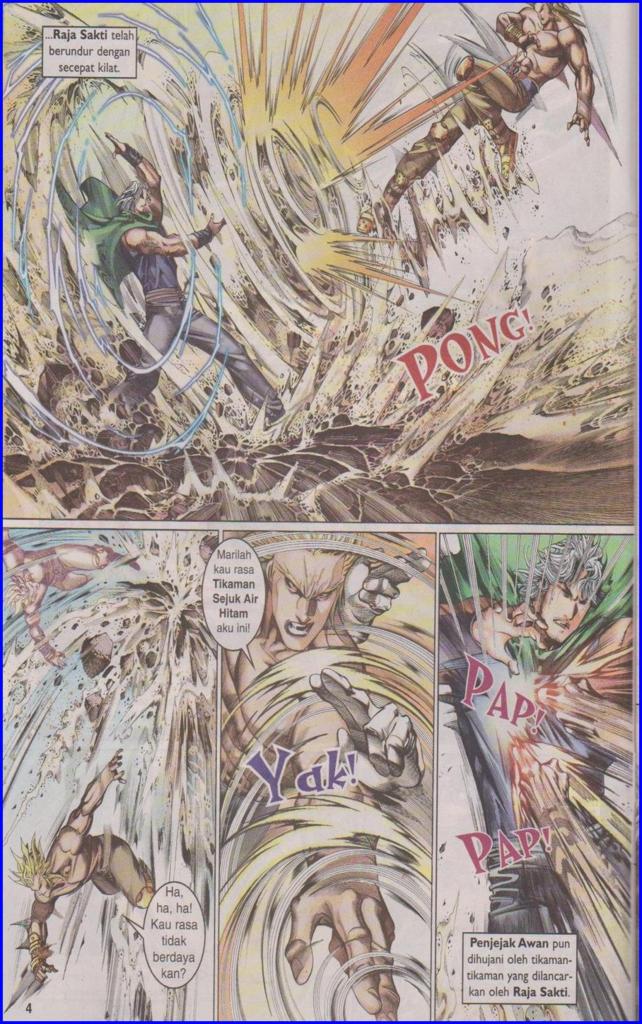 ...Raja Sakti telah
berundur dengan
secepat kilat.
PONG!
Marilah
kau rasa
Tikaman
Sejuk Air
Hitam
aku ini!
Yak!
Ha,
ha, ha!
Kau rasa
tidak
berdaya
kan?
PAP!
PAP!
Penjejak Awan pun
dihujani oleh tikaman-
tikaman yang dilancar-
kan oleh Raja Sakti.
4